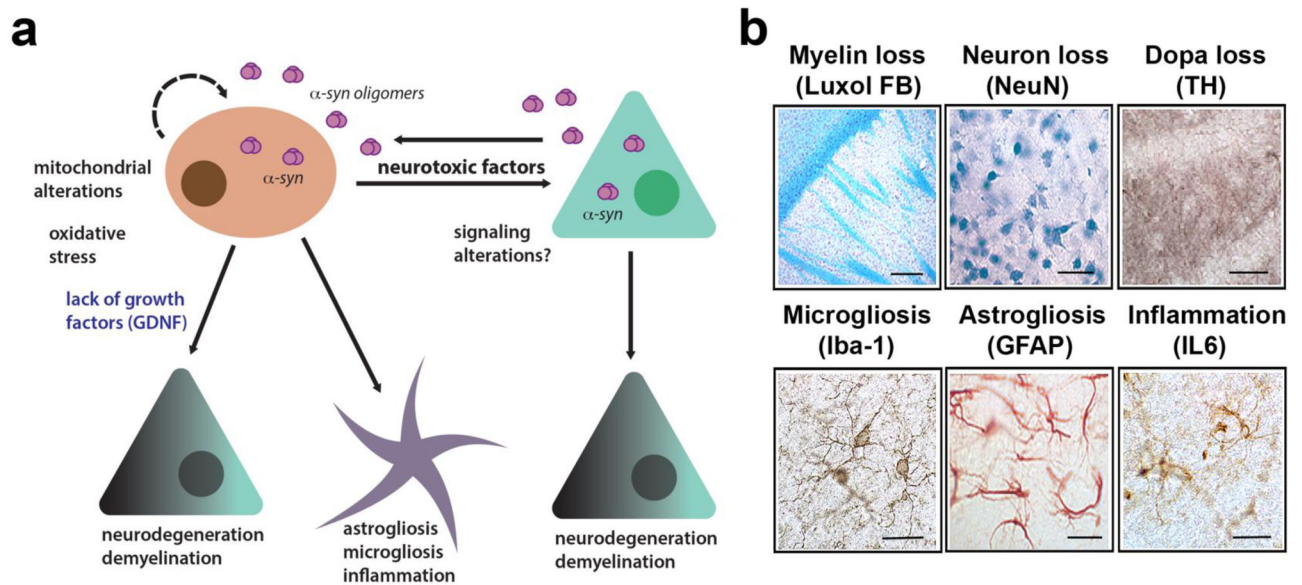 a
α-syn oligomers
α-syn
mitochondrial
alterations
oxidative
stress
lack of growth
factors (GDNF)
neurotoxic factors
α-syn
signaling
alterations?
neurodegeneration
demyelination
astrogliosis
microgliosis
inflammation
neurodegeneration
demyelination
b
Myelin loss
(Luxol FB)
Neuron loss
(NeuN)
Dopa loss
(TH)
Microgliosis
(Iba-1)
Astrogliosis
(GFAP)
Inflammation
(IL6)